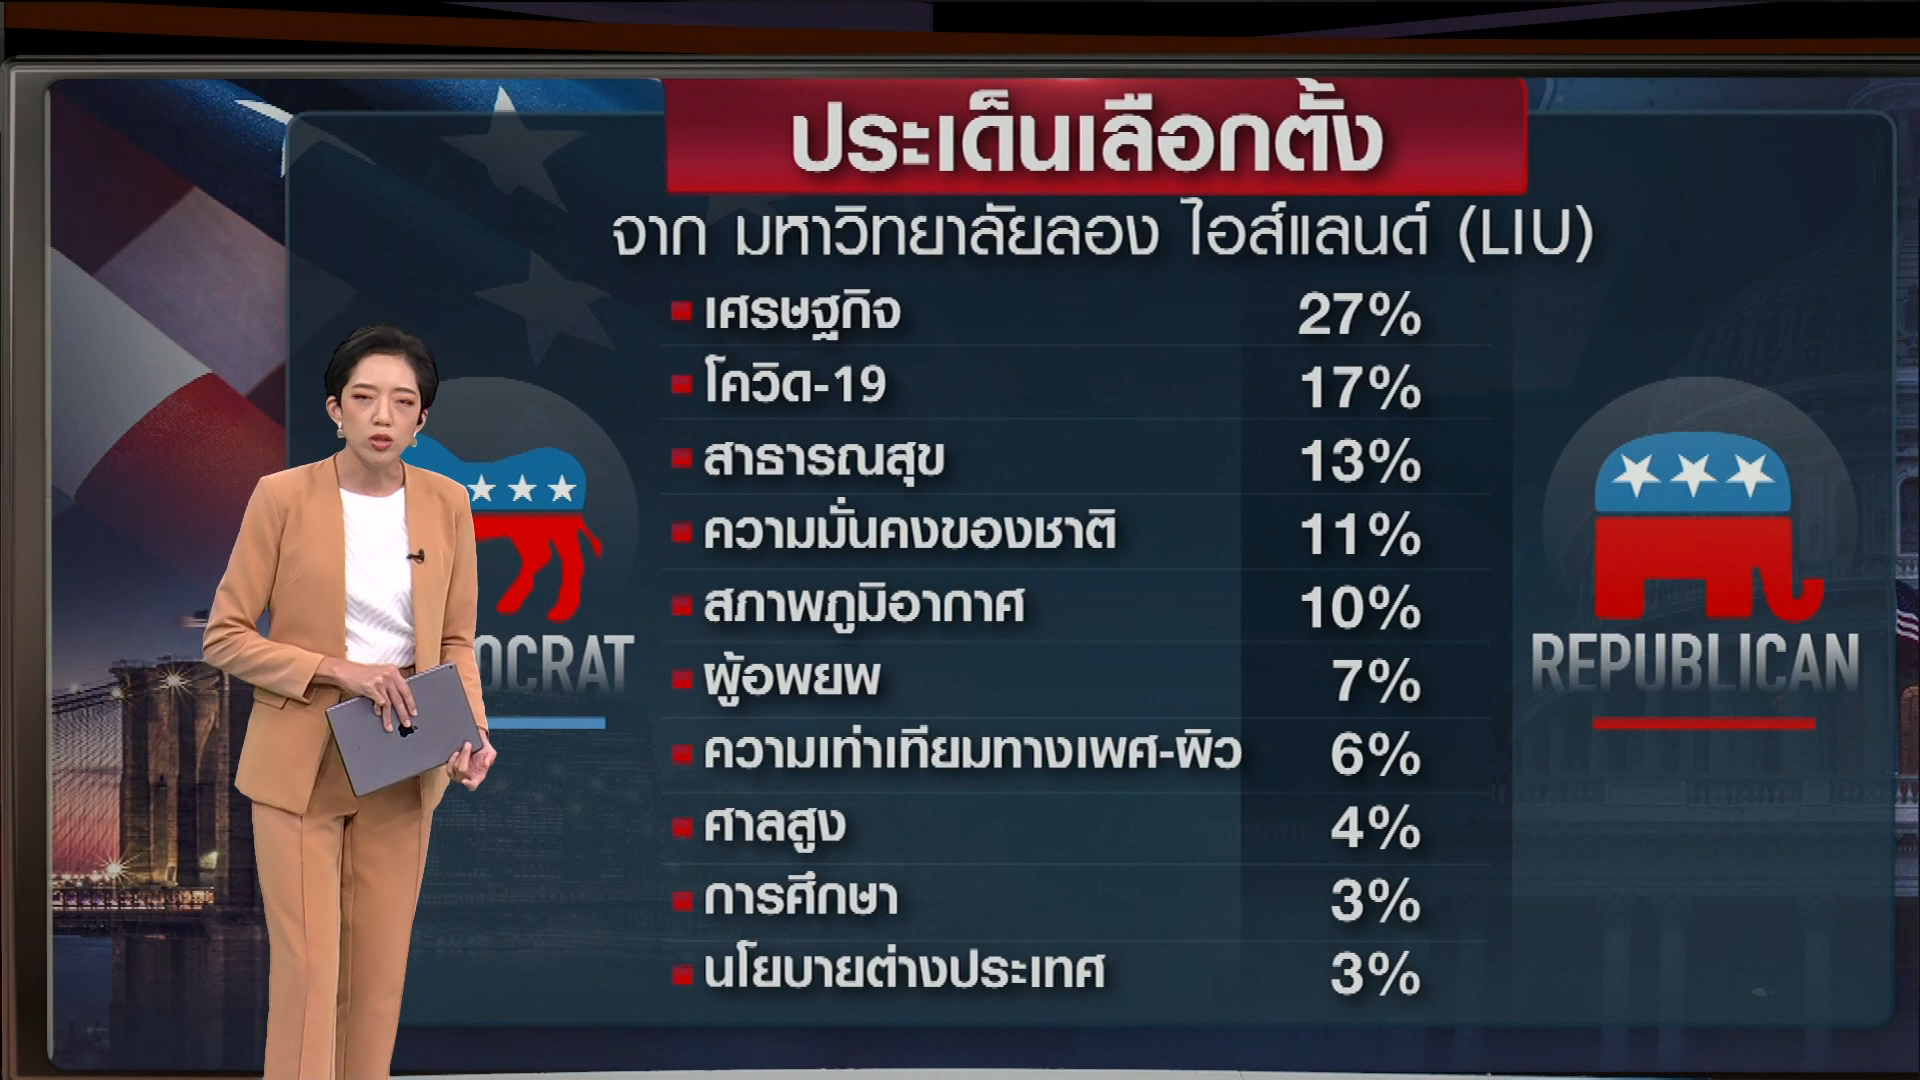 ประเด็นเลือกตั้ง
จาก มหาวิทยาลัยลอง ไอส์แลนด์ (LIU)
เศรษฐกิจ 27%
โควิด-19 17%
สาธารณสุข 13%
ความมั่นคงของชาติ 11%
สภาพภูมิอากาศ 10%
ผู้อพยพ 7%
ความเท่าเทียมทางเพศ-ผิว 6%
ศาลสูง 4%
การศึกษา 3%
นโยบายต่างประเทศ 3%
OCRAT
REPUBLICAN